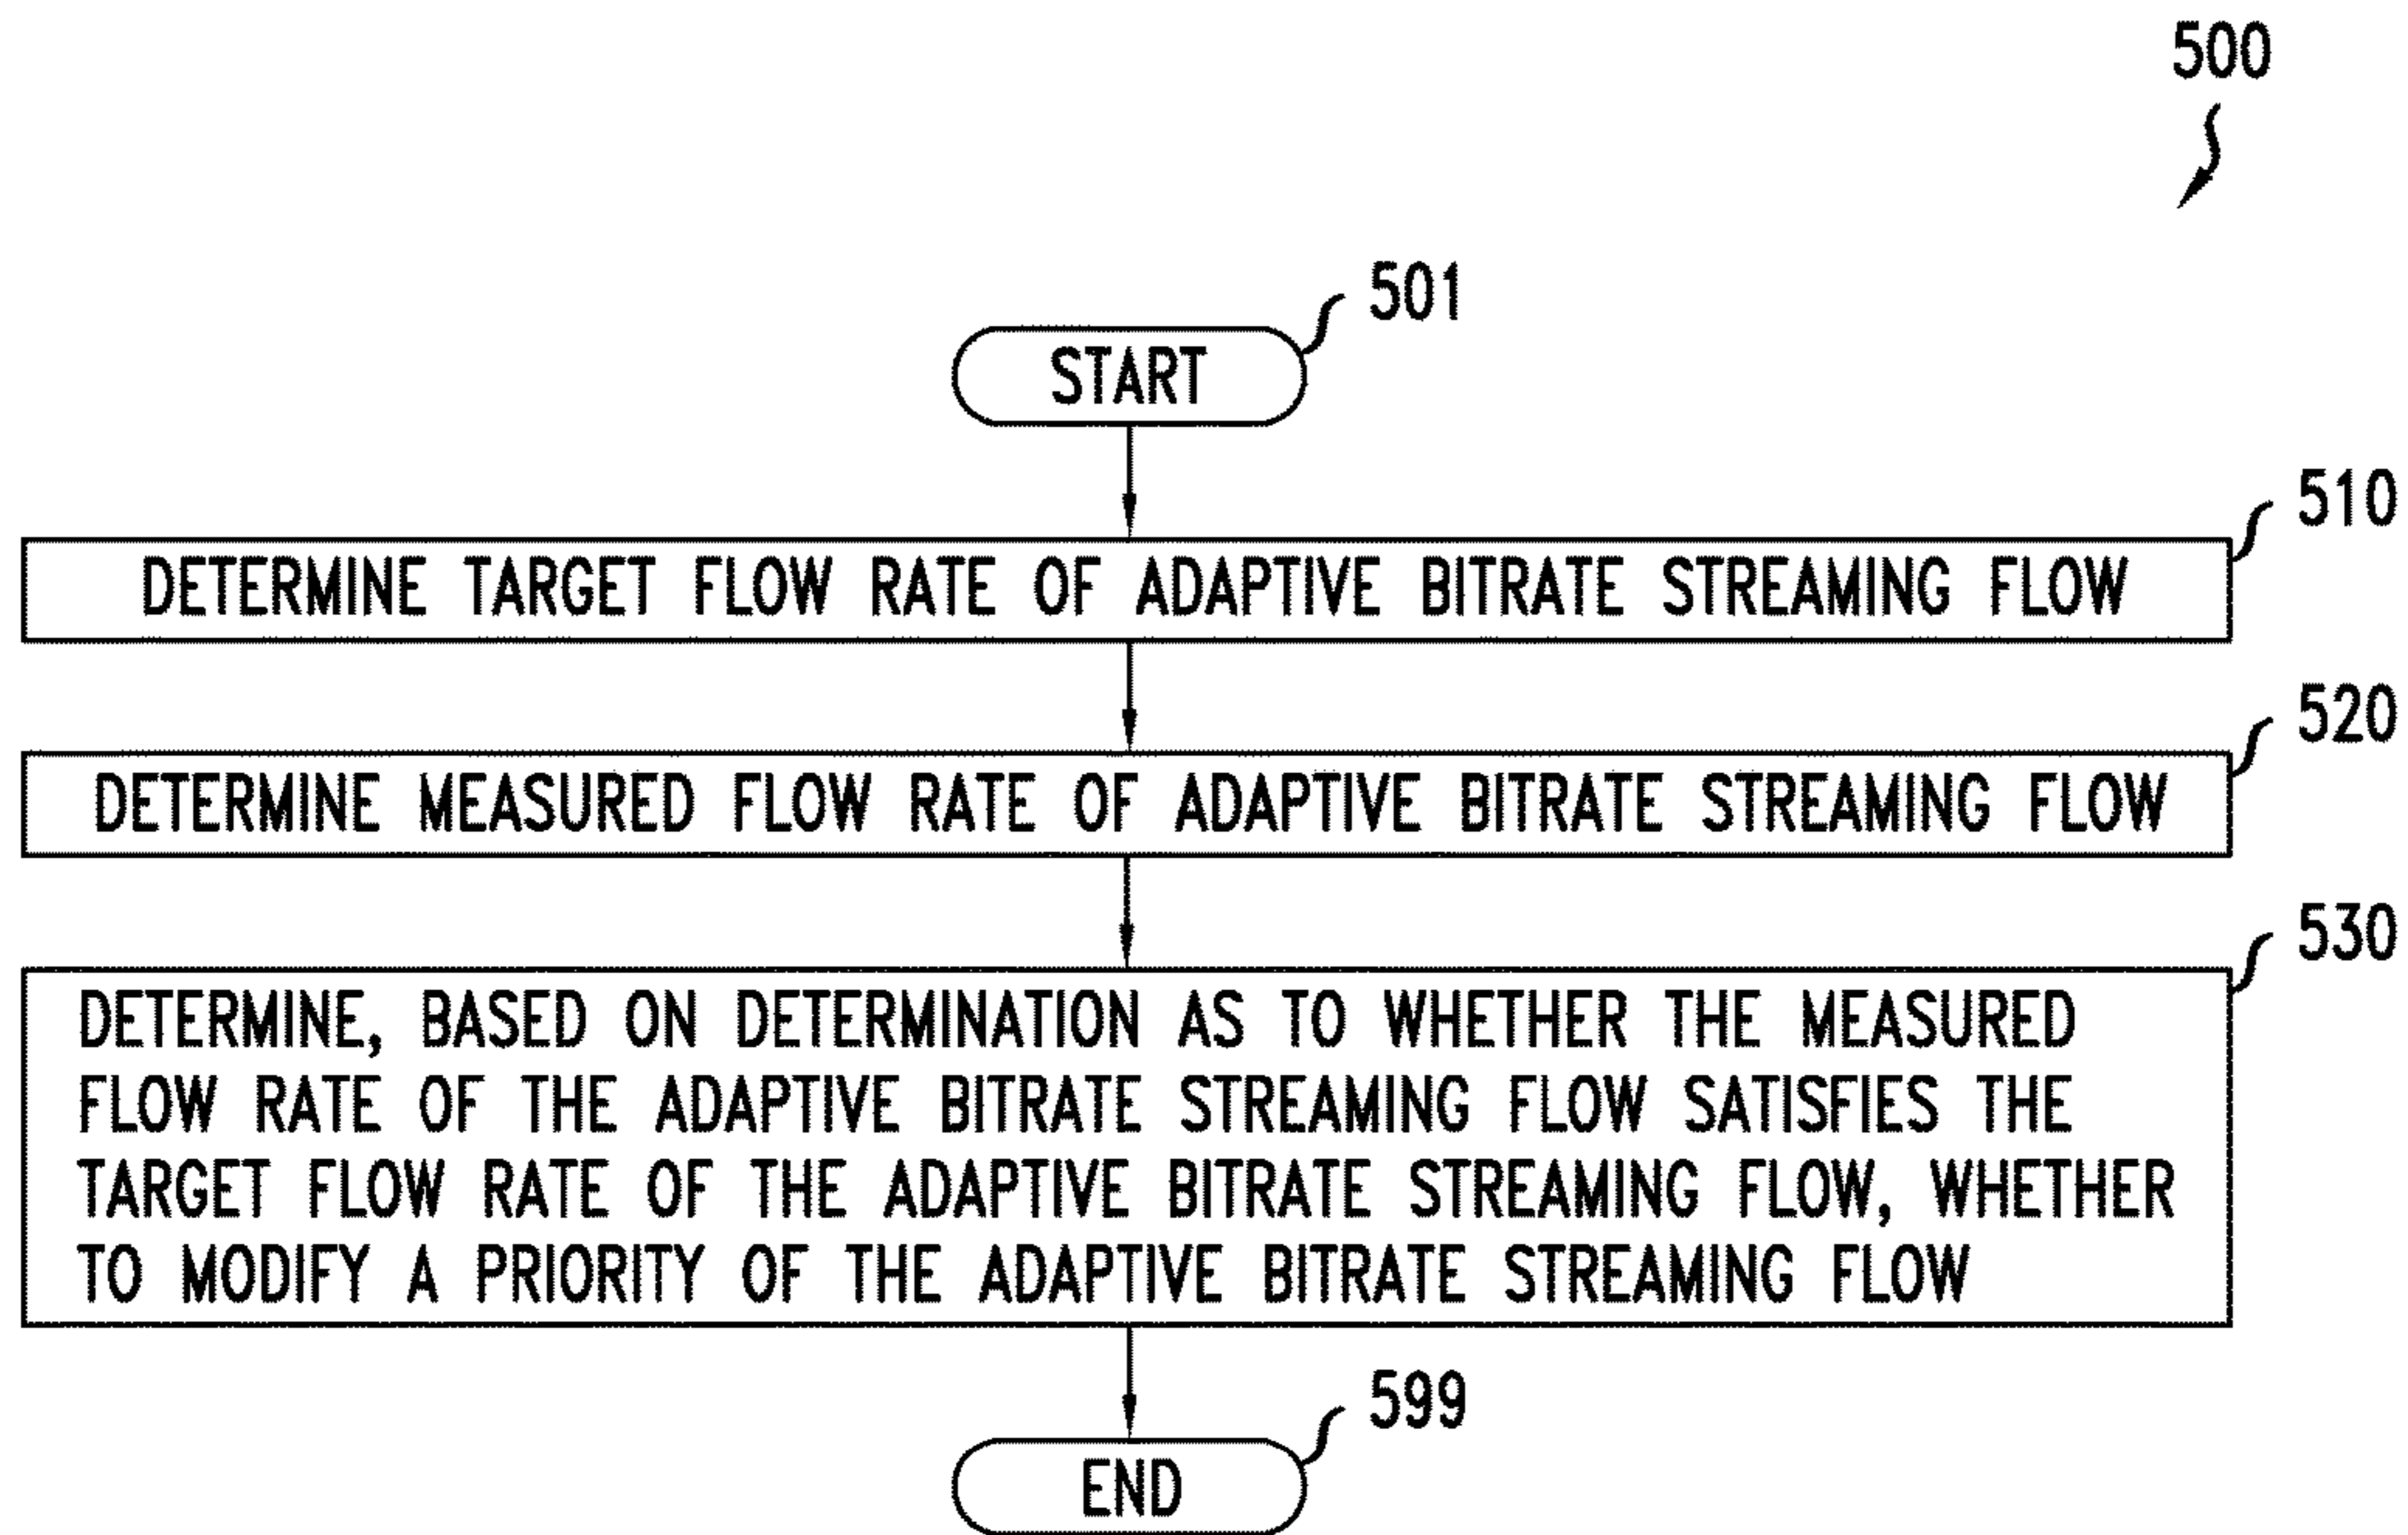 500
501
START
510
DETERMINE TARGET FLOW RATE OF ADAPTIVE BITRATE STREAMING FLOW
520
DETERMINE MEASURED FLOW RATE OF ADAPTIVE BITRATE STREAMING FLOW
530
DETERMINE, BASED ON DETERMINATION AS TO WHETHER THE MEASURED
FLOW RATE OF THE ADAPTIVE BITRATE STREAMING FLOW SATISFIES THE
TARGET FLOW RATE OF THE ADAPTIVE BITRATE STREAMING FLOW, WHETHER
TO MODIFY A PRIORITY OF THE ADAPTIVE BITRATE STREAMING FLOW
599
END